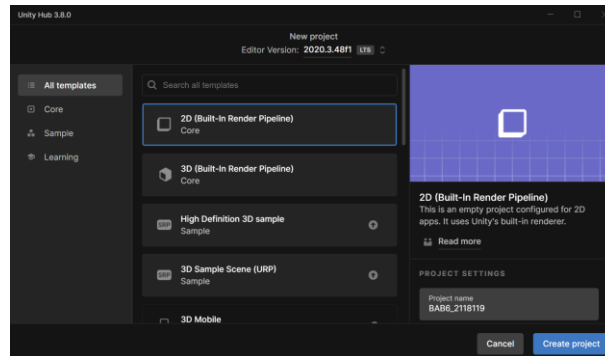 Unity Hub 3.8.0
New project
Editor Version: 2020.3.48f1 LTS
All templates
Core
Sample
Learning
Search all templates
2D (Built-In Render Pipeline)
Core
3D (Built-In Render Pipeline)
Core
SRP
High Definition 3D sample
Sample
SRP
3D Sample Scene (URP)
Sample
3D Mobile
2D (Built-In Render Pipeline)
This is an empty project configured for 2D
apps. It uses Unity's built-in renderer.
Read more
PROJECT SETTINGS
Project name
BAB6_2118119
Cancel
Create project